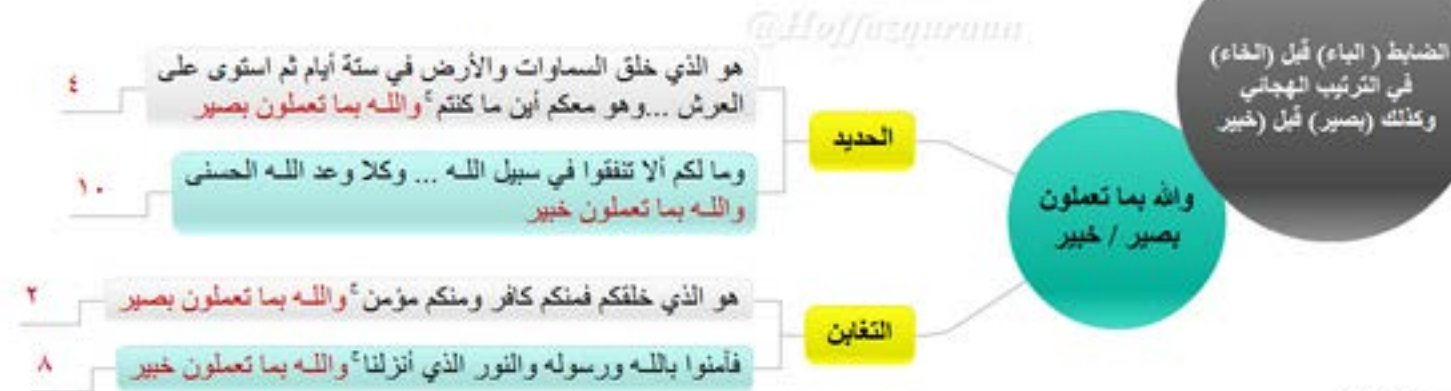 @Hoffazquraan
الضابط ( الباء) قبل (الخاء)
في الترتيب الهجائي
وكذلك (بصير) قبل (خبير
والله بما تعملون
بصير / خبير
الحديد
هو الذي خلق السماوات والأرض في ستة أيام ثم استوى على
العرش ...وهو معكم أين ما كنتم ۚ والله بما تعملون بصير
٤
وما لكم ألا تنفقوا في سبيل الله ... وكلا وعد الله الحسنى
والله بما تعملون خبير
١٠
التغابن
هو الذي خلقكم فمنكم كافر ومنكم مؤمن ۚ والله بما تعملون بصير
٢
فآمنوا بالله ورسوله والنور الذي أنزلنا ۚ والله بما تعملون خبير
٨